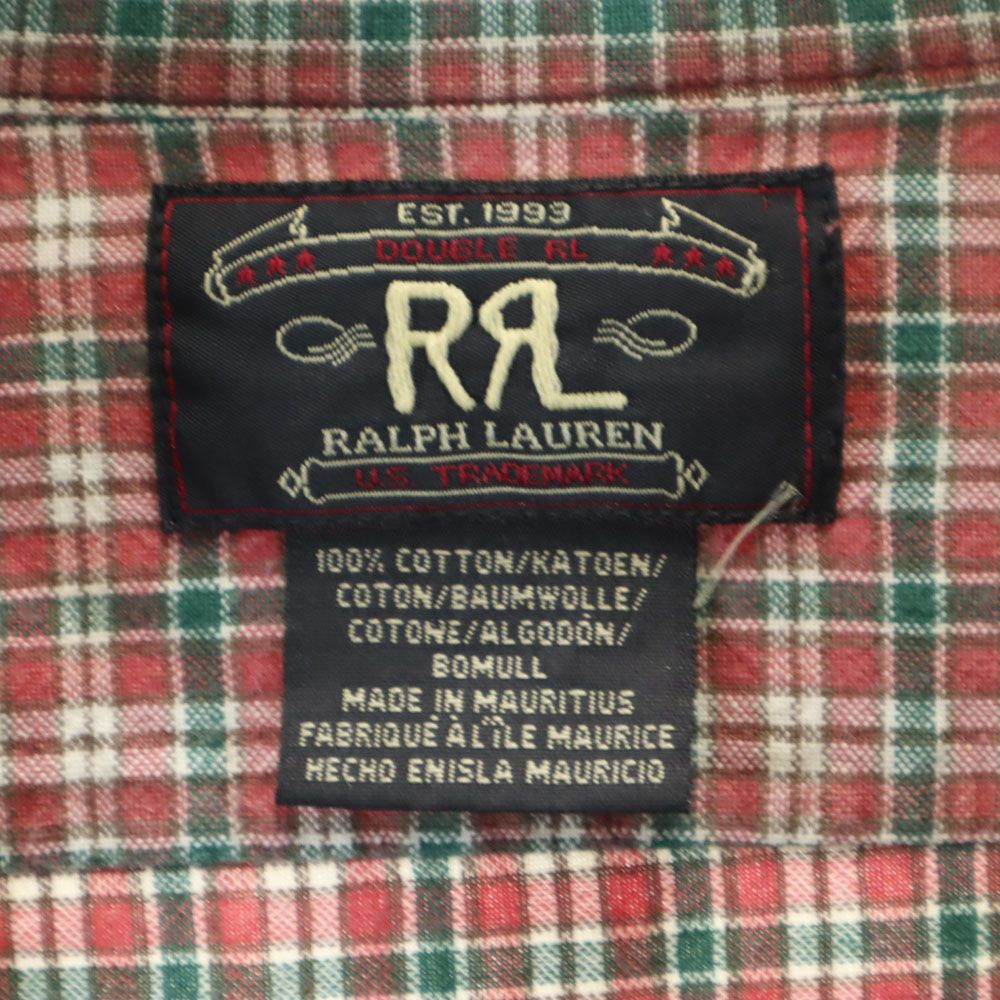 EST. 1993
DOUBLE RL
RRL
RALPH LAUREN
U.S. TRADEMARK
100% COTTON/KATOEN/
COTON/BAUMWOLLE/
COTONE/ALGODÓN/
BOMULL
MADE IN MAURITIUS
FABRIQUÉ À L'ÎLE MAURICE
HECHO ENISLA MAURICIO